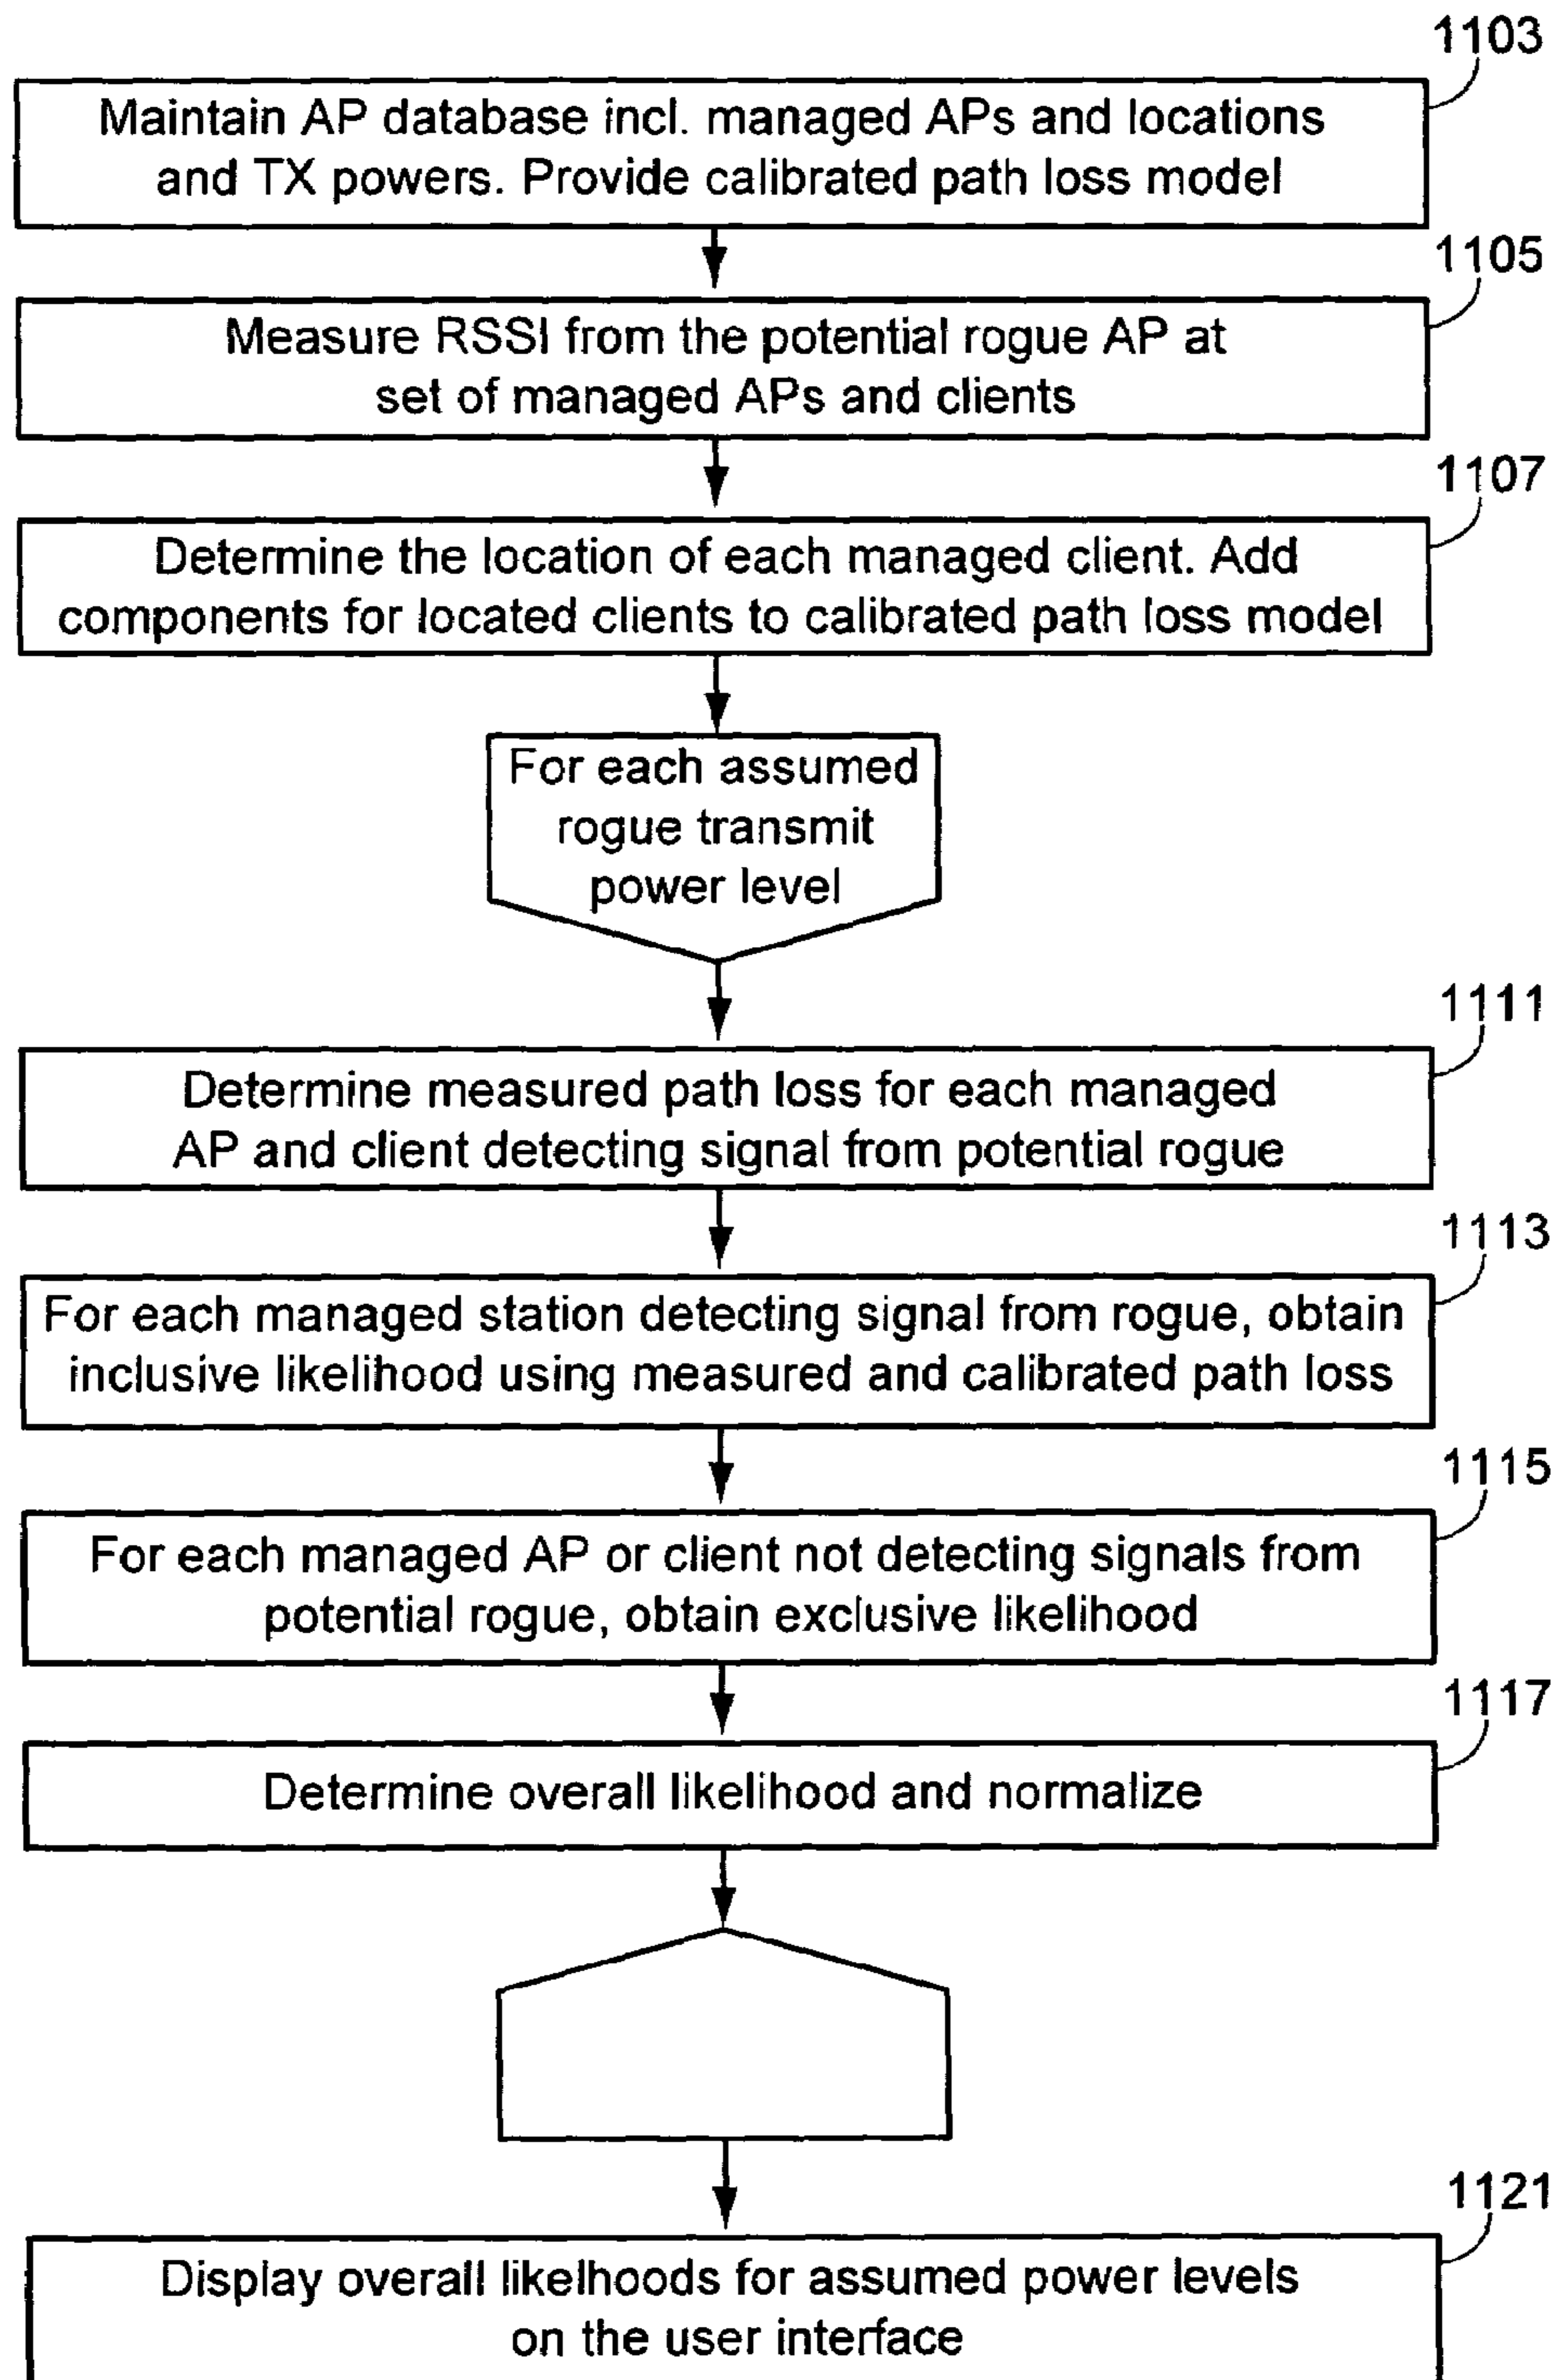 1103
Maintain AP database incl. managed APs and locations
and TX powers. Provide calibrated path loss model
1105
Measure RSSI from the potential rogue AP at
set of managed APs and clients
1107
Determine the location of each managed client. Add
components for located clients to calibrated path loss model
For each assumed
rogue transmit
power level
1111
Determine measured path loss for each managed
AP and client detecting signal from potential rogue
1113
For each managed station detecting signal from rogue, obtain
inclusive likelihood using measured and calibrated path loss
1115
For each managed AP or client not detecting signals from
potential rogue, obtain exclusive likelihood
1117
Determine overall likelihood and normalize
1121
Display overall likelhoods for assumed power levels
on the user interface